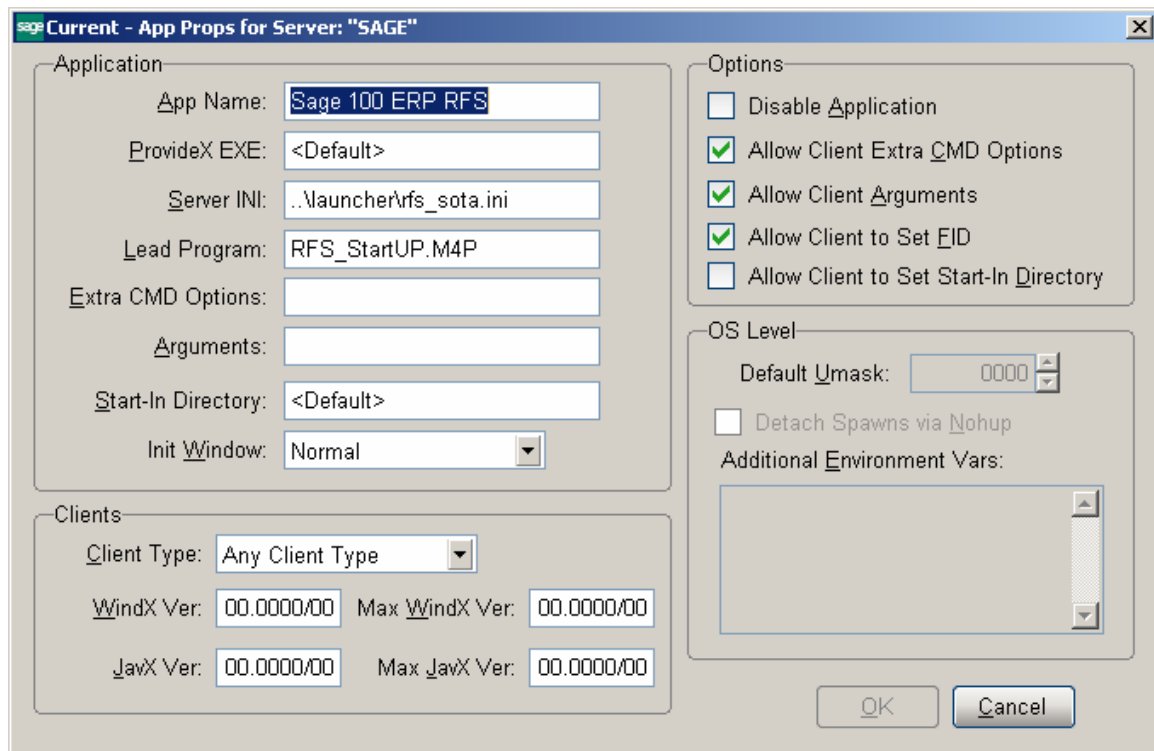 sage Current - App Props for Server: "SAGE"
Application
App Name: Sage 100 ERP RFS
ProvideX EXE: <Default>
Server INI: ..\launcher\rfs_sota.ini
Lead Program: RFS_StartUP.M4P
Extra CMD Options:
Arguments:
Start-In Directory: <Default>
Init Window: Normal
Clients
Client Type: Any Client Type
WindX Ver: 00.0000/00 Max WindX Ver: 00.0000/00
JavX Ver: 00.0000/00 Max JavX Ver: 00.0000/00
Options
Disable Application
Allow Client Extra CMD Options
Allow Client Arguments
Allow Client to Set FID
Allow Client to Set Start-In Directory
OS Level
Default Umask: 0000
Detach Spawns via Nohup
Additional Environment Vars:
OK Cancel